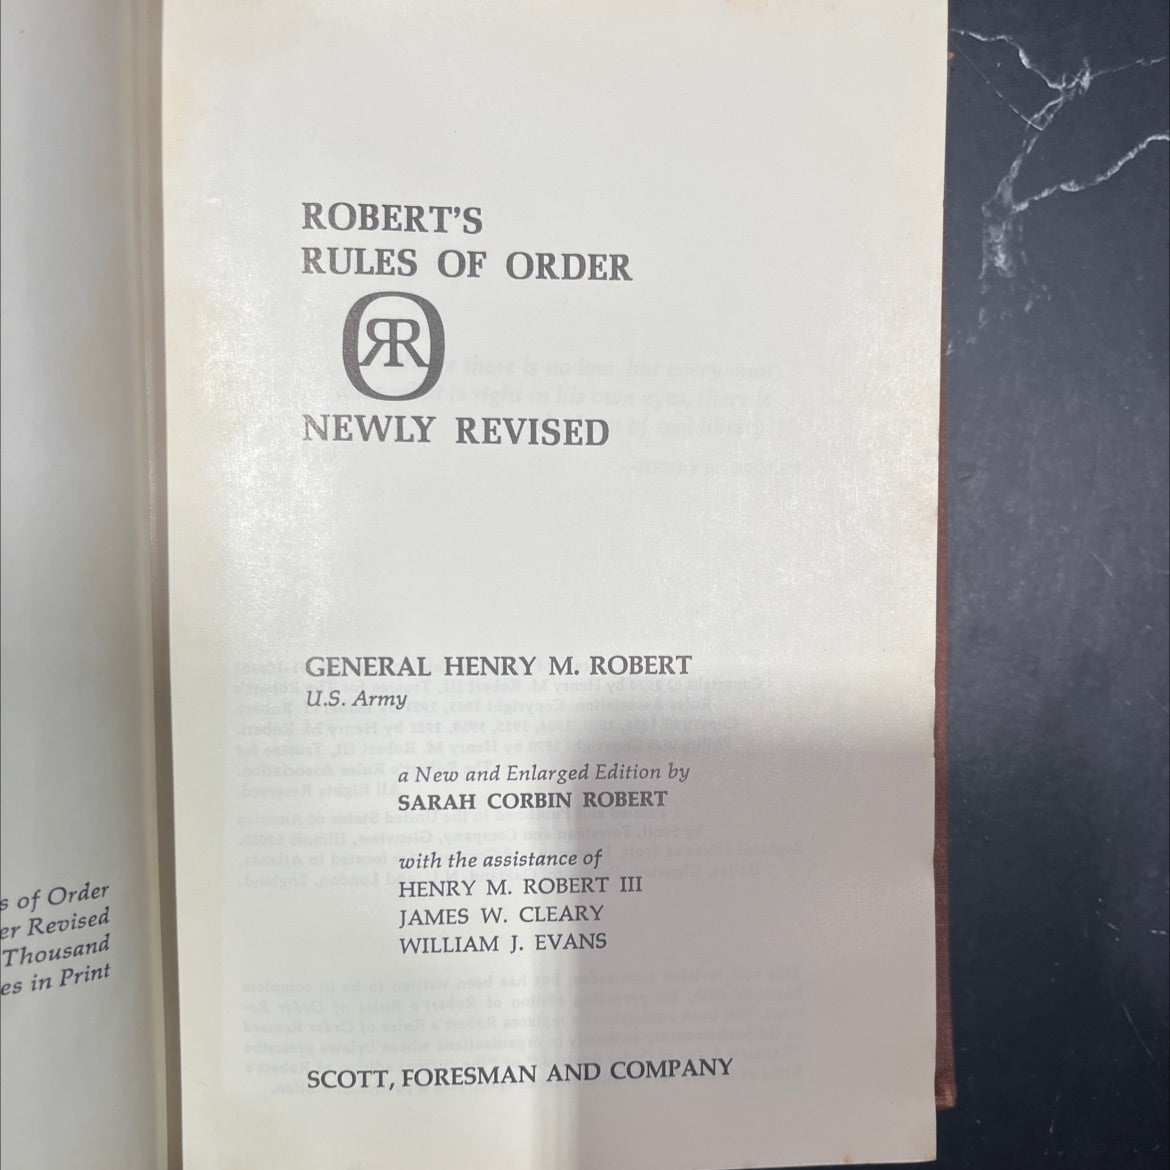 s of Order
er Revised
Thousand
es in Print
ROBERT'S
RULES OF ORDER
RR
NEWLY REVISED
GENERAL HENRY M. ROBERT
U.S. Army
a New and Enlarged Edition by
SARAH CORBIN ROBERT
with the assistance of
HENRY M. ROBERT III
JAMES W. CLEARY
WILLIAM J. EVANS
SCOTT, FORESMAN AND COMPANY